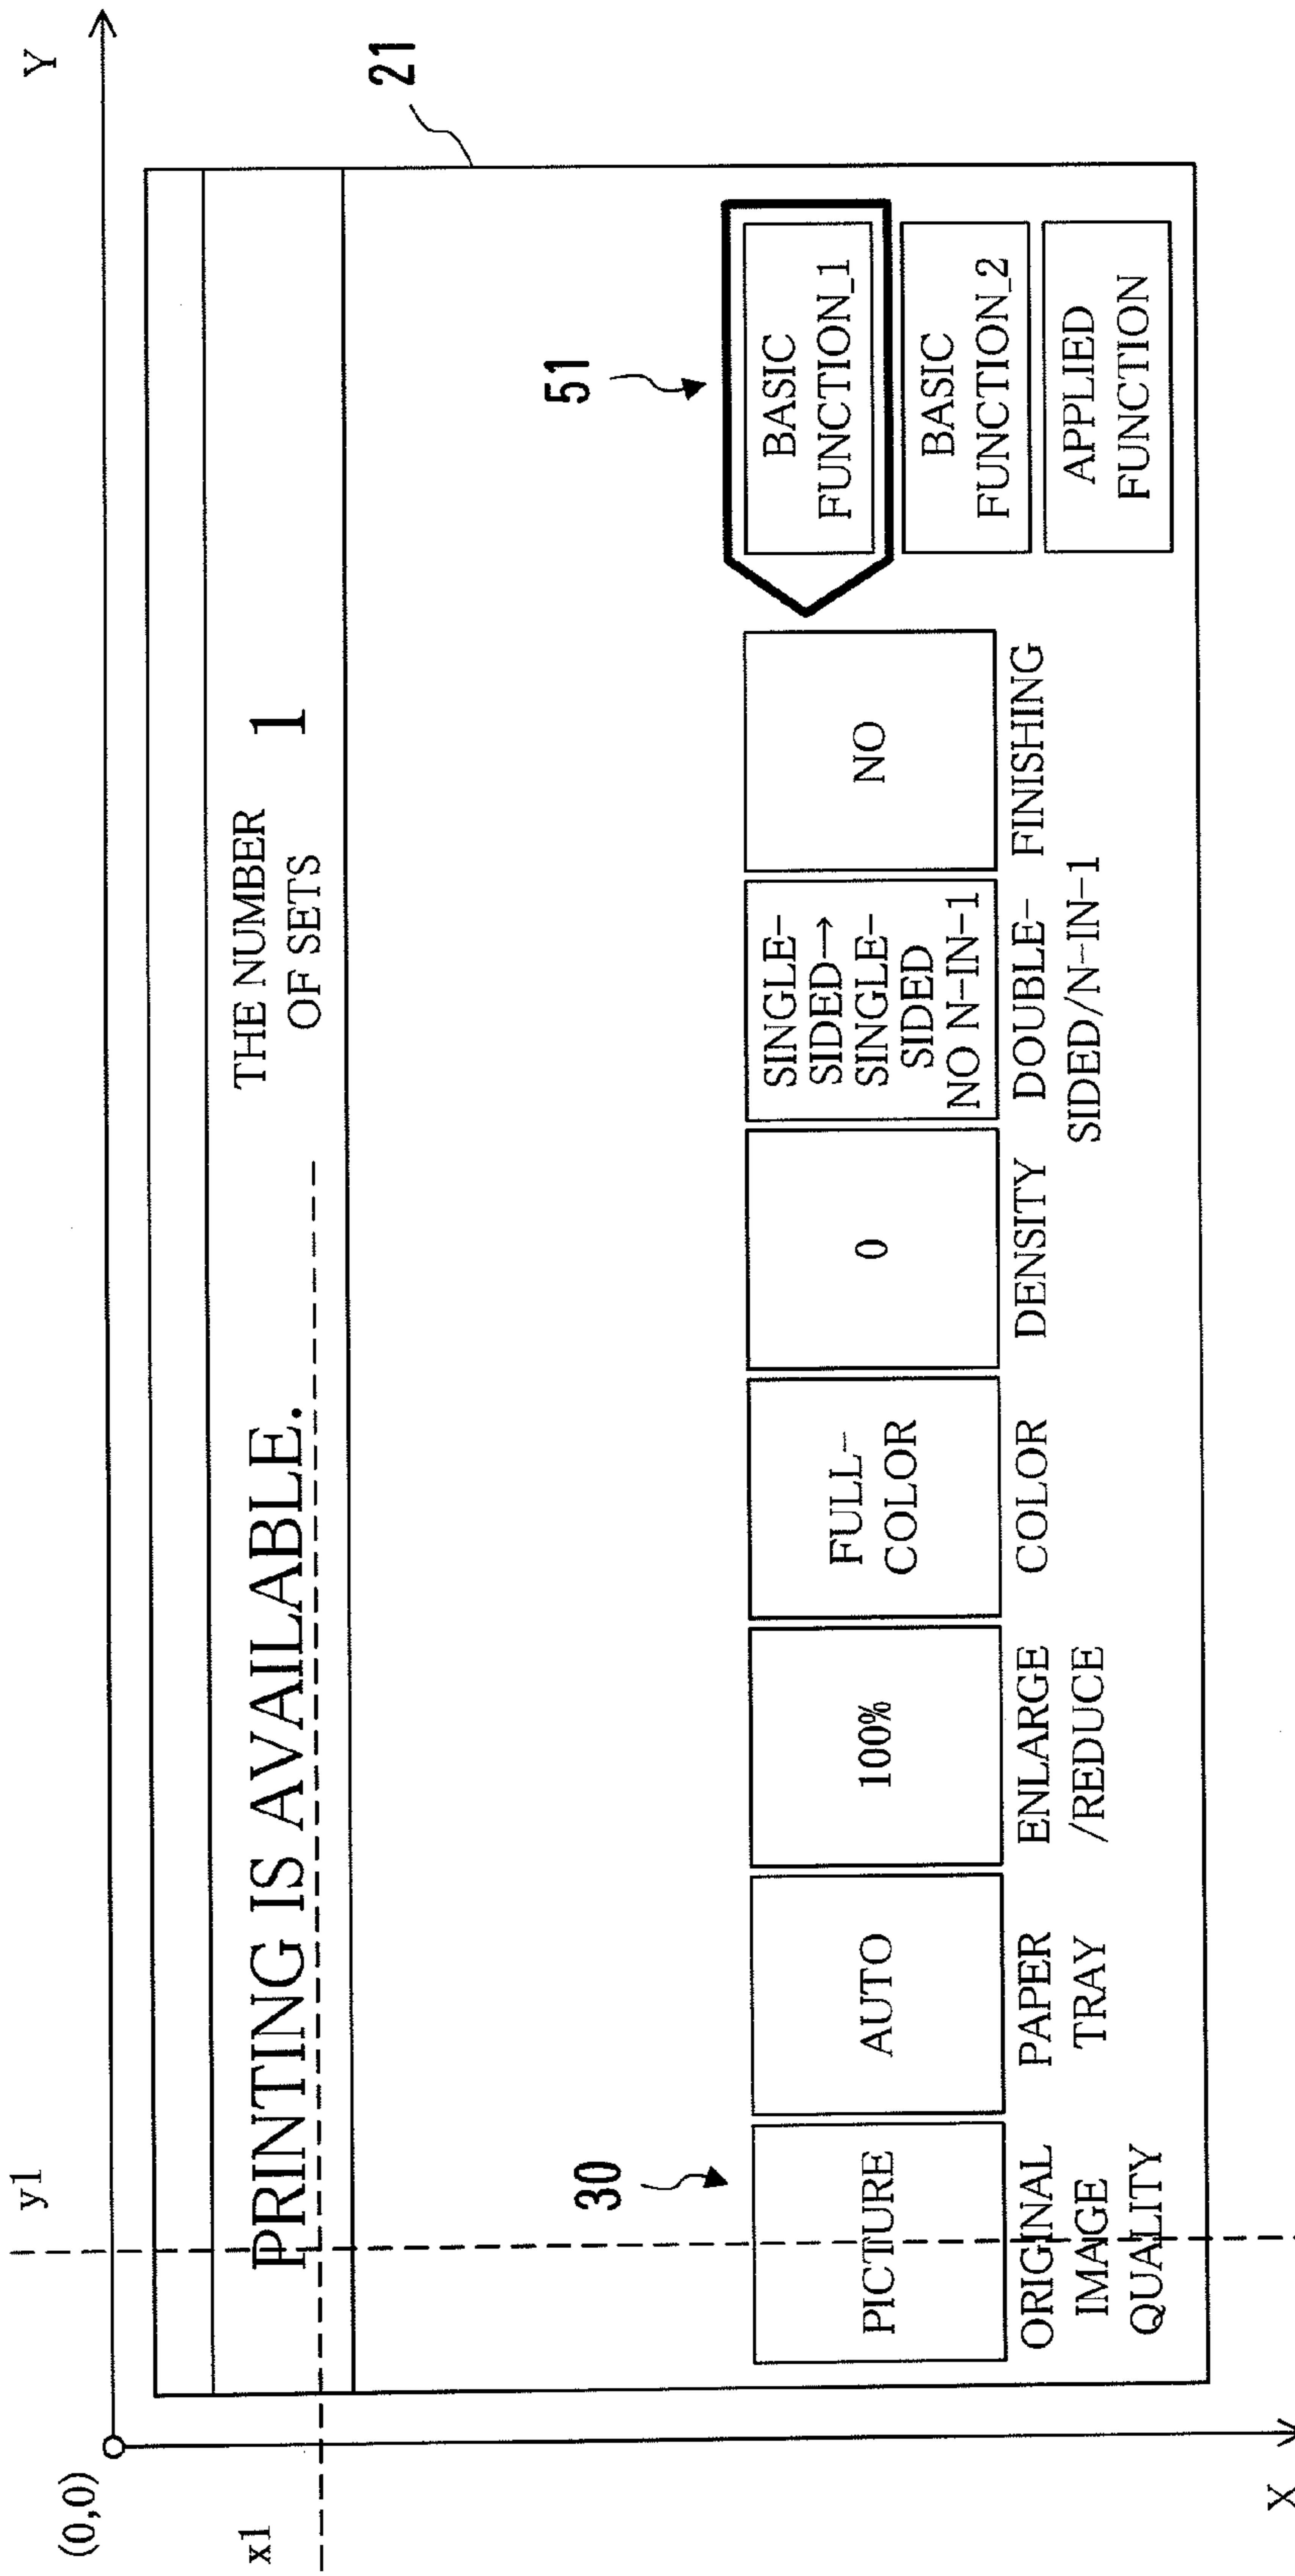 (0,0)
y1
Y
x1
X
21
PRINTING IS AVAILABLE.
THE NUMBER
OF SETS
1
30
51
PICTURE
ORIGINAL
IMAGE
QUALITY
AUTO
PAPER
TRAY
100%
ENLARGE
/REDUCE
FULL-
COLOR
COLOR
0
DENSITY
SINGLE-
SIDED→
SINGLE-
SIDED
NO N-IN-1
DOUBLE-
SIDED/N-IN-1
NO
FINISHING
BASIC
FUNCTION_1
BASIC
FUNCTION_2
APPLIED
FUNCTION